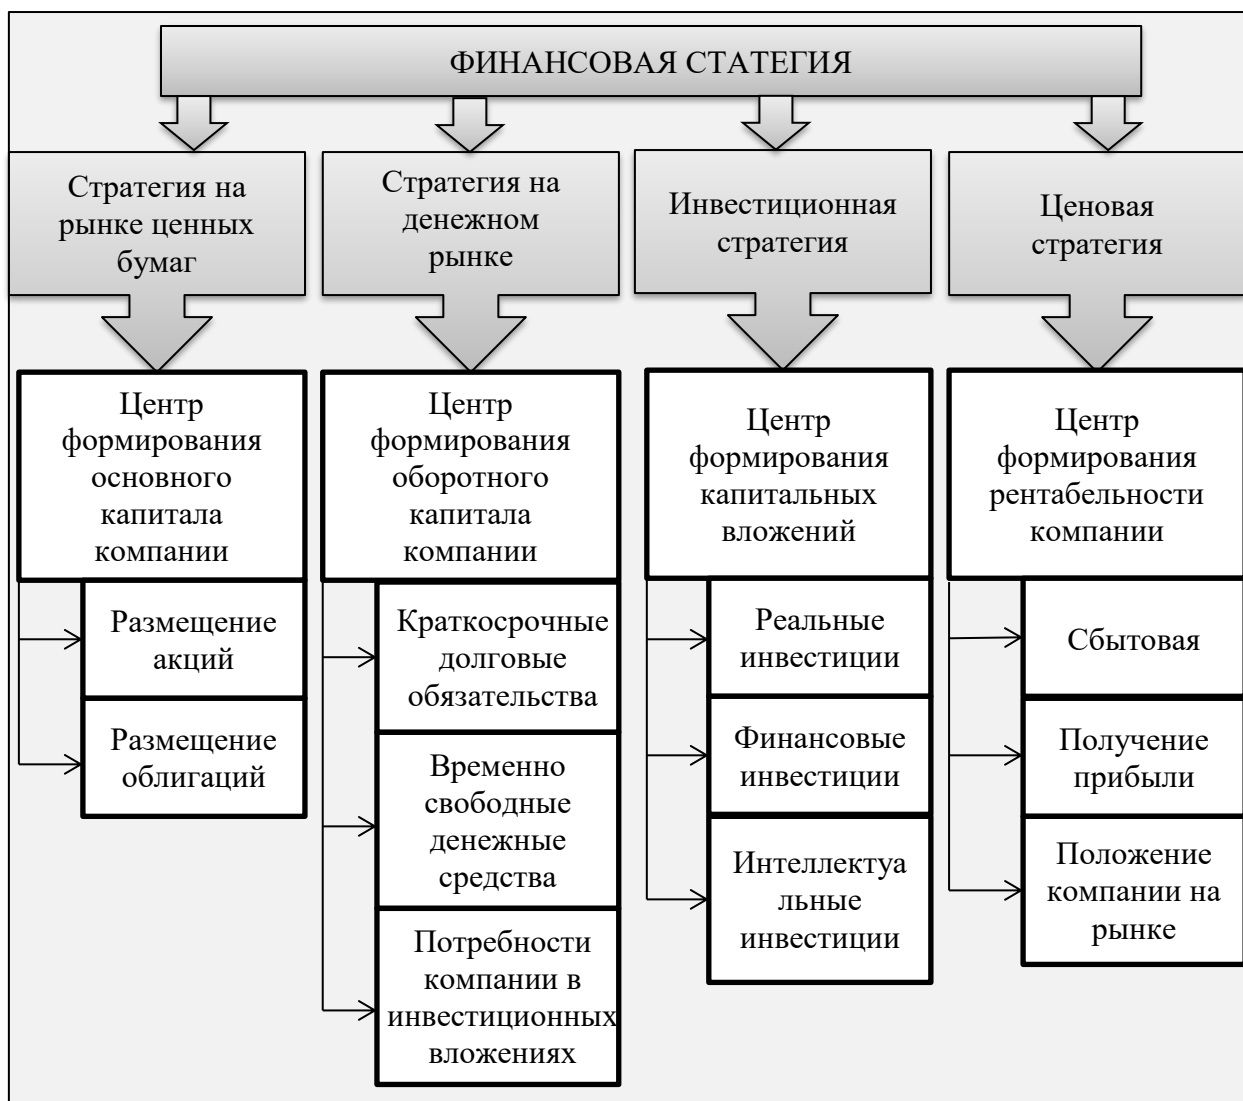 ФИНАНСОВАЯ СТАТЕГИЯ
Стратегия на
рынке ценных
бумаг
Стратегия на
денежном
рынке
Инвестиционная
стратегия
Ценовая
стратегия
Центр
формирования
основного
капитала
компании
Центр
формирования
оборотного
капитала
компании
Центр
формирования
капитальных
вложений
Центр
формирования
рентабельности
компании
Размещение
акций
Размещение
облигаций
Краткосрочные
долговые
обязательства
Временно
свободные
денежные
средства
Потребности
компании в
инвестиционных
вложениях
Реальные
инвестиции
Финансовые
инвестиции
Интеллектуа
льные
инвестиции
Сбытовая
Получение
прибыли
Положение
компании на
рынке